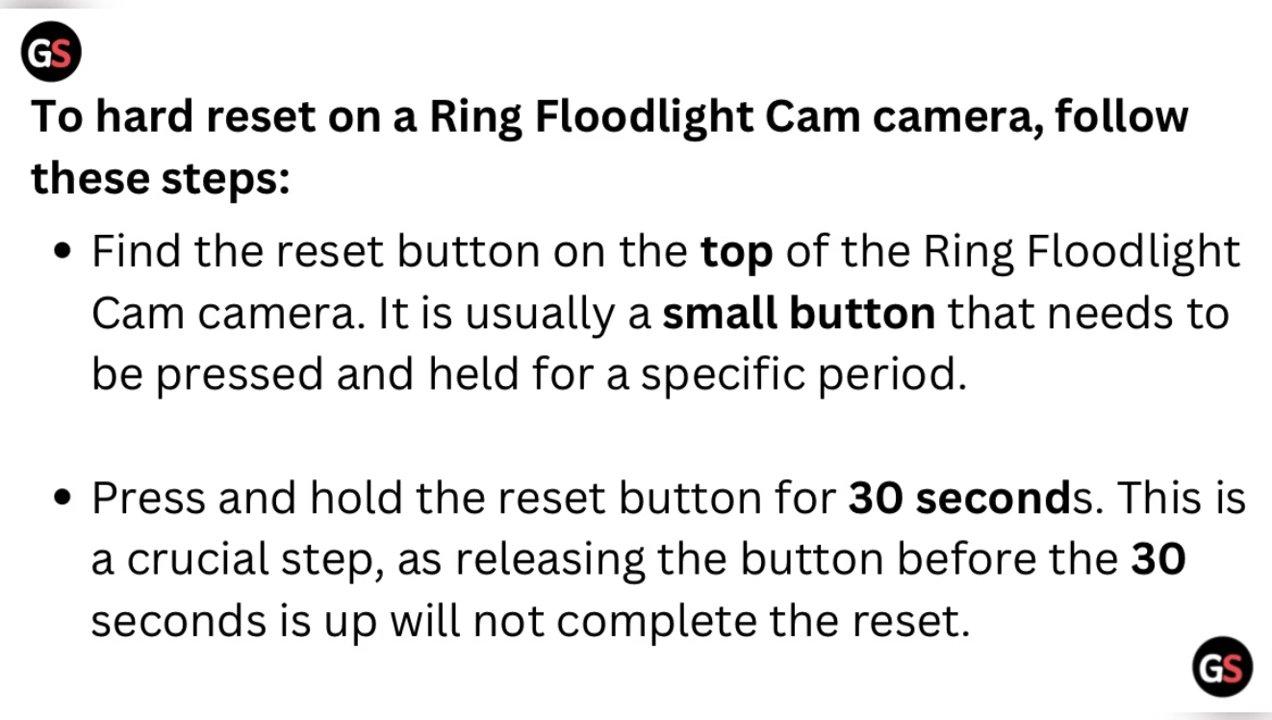 GS
To hard reset on a Ring Floodlight Cam camera, follow
these steps:
• Find the reset button on the top of the Ring Floodlight
Cam camera. It is usually a small button that needs to
be pressed and held for a specific period.
• Press and hold the reset button for 30 seconds. This is
a crucial step, as releasing the button before the 30
seconds is up will not complete the reset.
GS